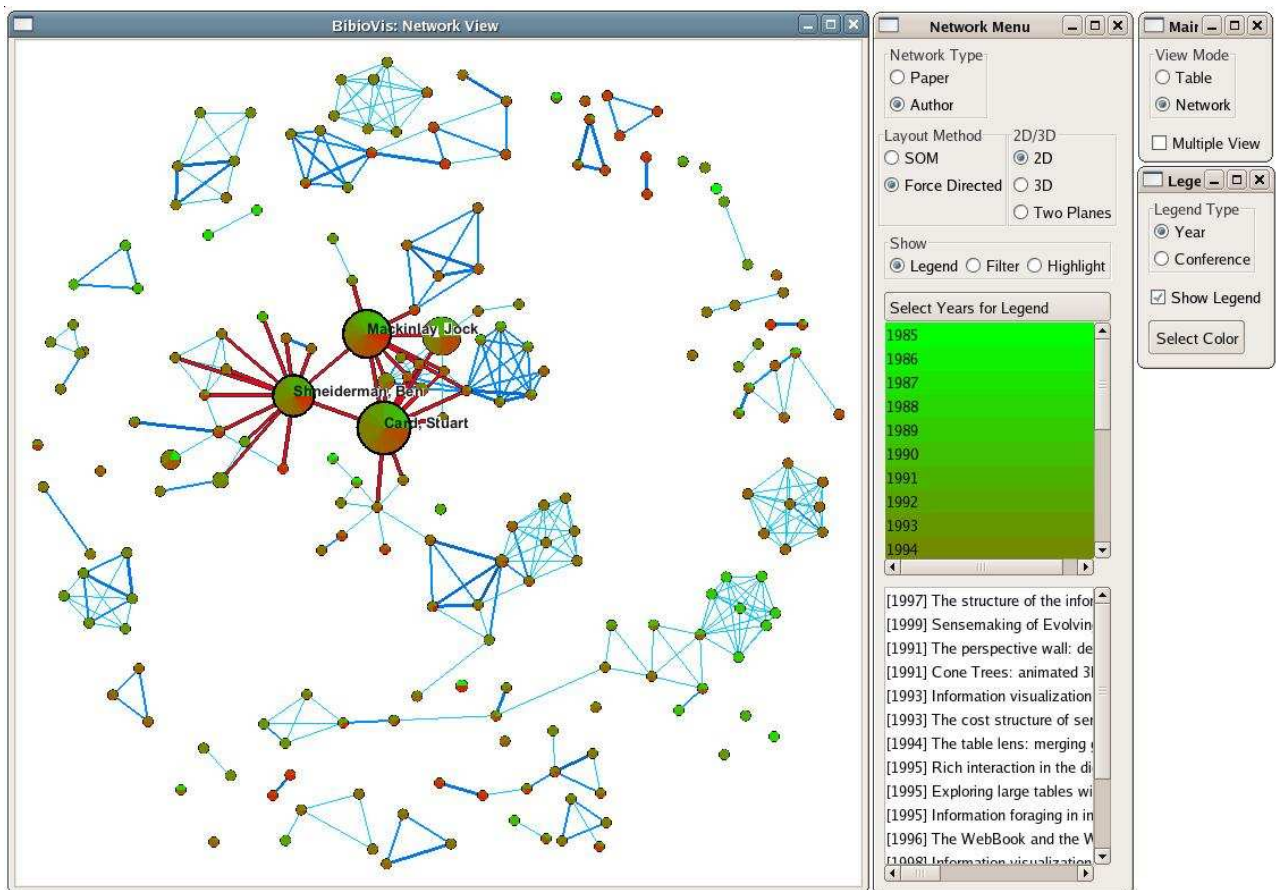 BibioVis: Network View
Mackinlay, Jock
Shneiderman, Ben
Card, Stuart
Network Menu
Network Type
Paper
Author
Layout Method
SOM
Force Directed
2D/3D
2D
3D
Two Planes
Show
Legend Filter Highlight
Select Years for Legend
1985
1986
1987
1988
1989
1990
1991
1992
1993
1994
[1997] The structure of the infor
[1999] Sensemaking of Evolvin
[1991] The perspective wall: de
[1991] Cone Trees: animated 3
[1993] Information visualization
[1993] The cost structure of ser
[1994] The table lens: merging
[1995] Rich interaction in the di
[1995] Exploring large tables wi
[1995] Information foraging in in
[1996] The WebBook and the W
[1998] Information visualization
Mair
View Mode
Table
Network
Multiple View
Lege
Legend Type
Year
Conference
Show Legend
Select Color